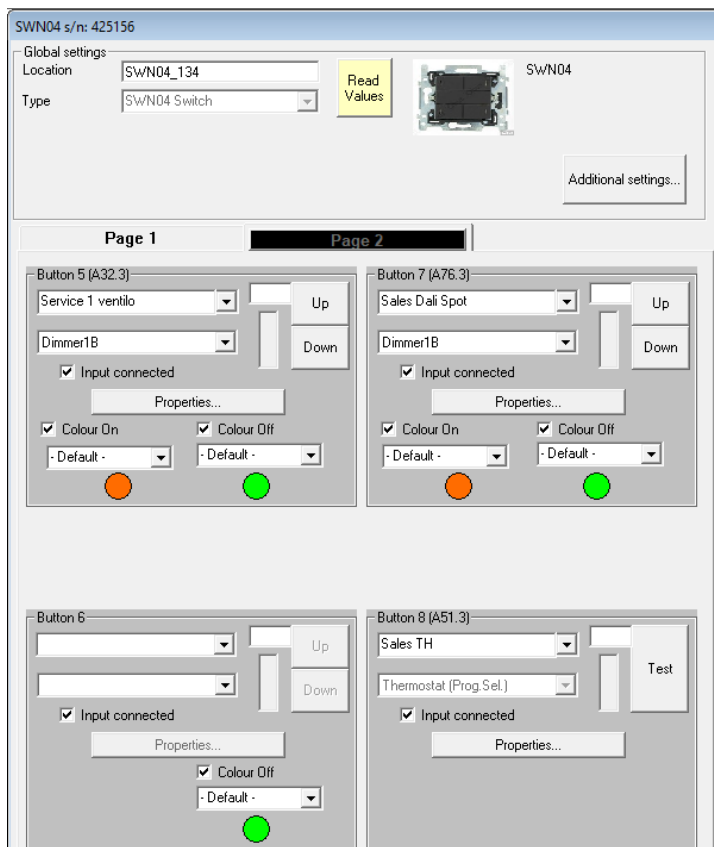 SWN04 s/n: 425156
Global settings
Location SWN04_134 Read Values SWN04
Type SWN04 Switch
Additional settings...
Page 1 Page 2
Button 5 (A32.3)
Service 1 ventilo Up
Dimmer1B Down
Input connected
Properties...
Colour On Colour Off
- Default - - Default -
Button 7 (A76.3)
Sales Dali Spot Up
Dimmer1B Down
Input connected
Properties...
Colour On Colour Off
- Default - - Default -
Button 6
Up
Down
Input connected
Properties...
Colour Off
- Default -
Button 8 (A51.3)
Sales TH Test
Thermostat (Prog.Sel.)
Input connected
Properties...